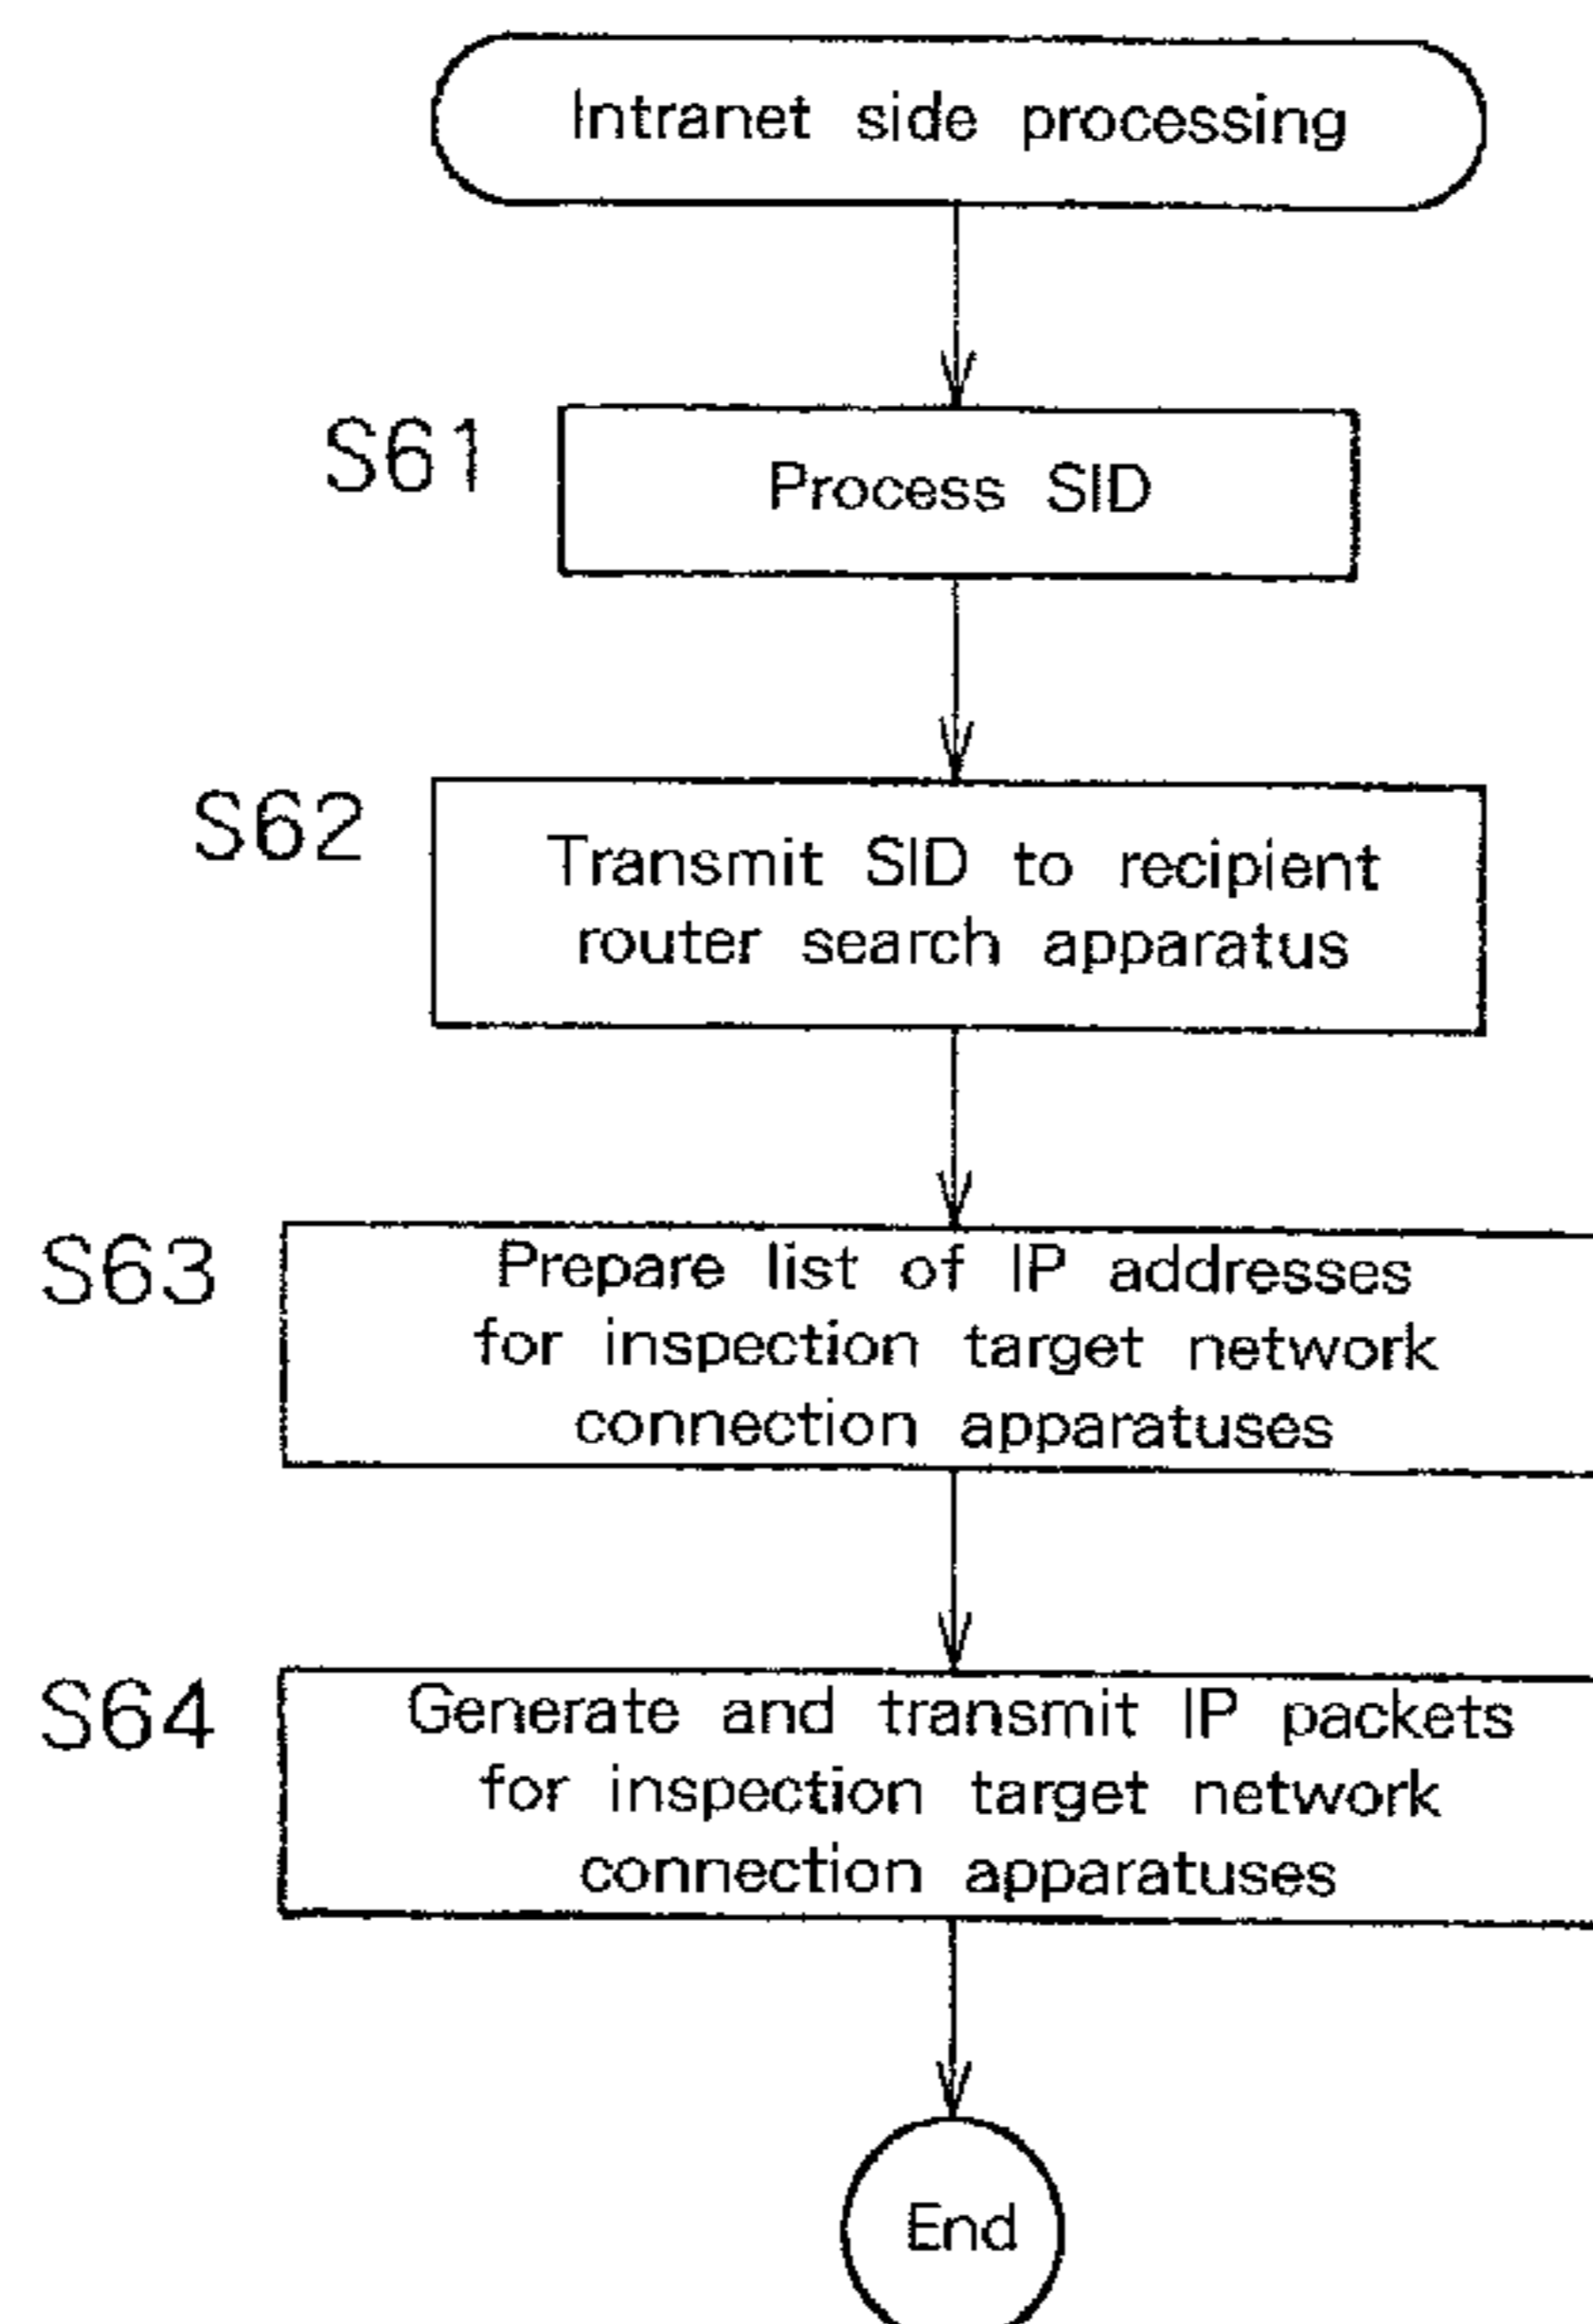 Intranet side processing
S61
Process SID
S62
Transmit SID to recipient
router search apparatus
S63
Prepare list of IP addresses
for inspection target network
connection apparatuses
S64
Generate and transmit IP packets
for inspection target network
connection apparatuses
End